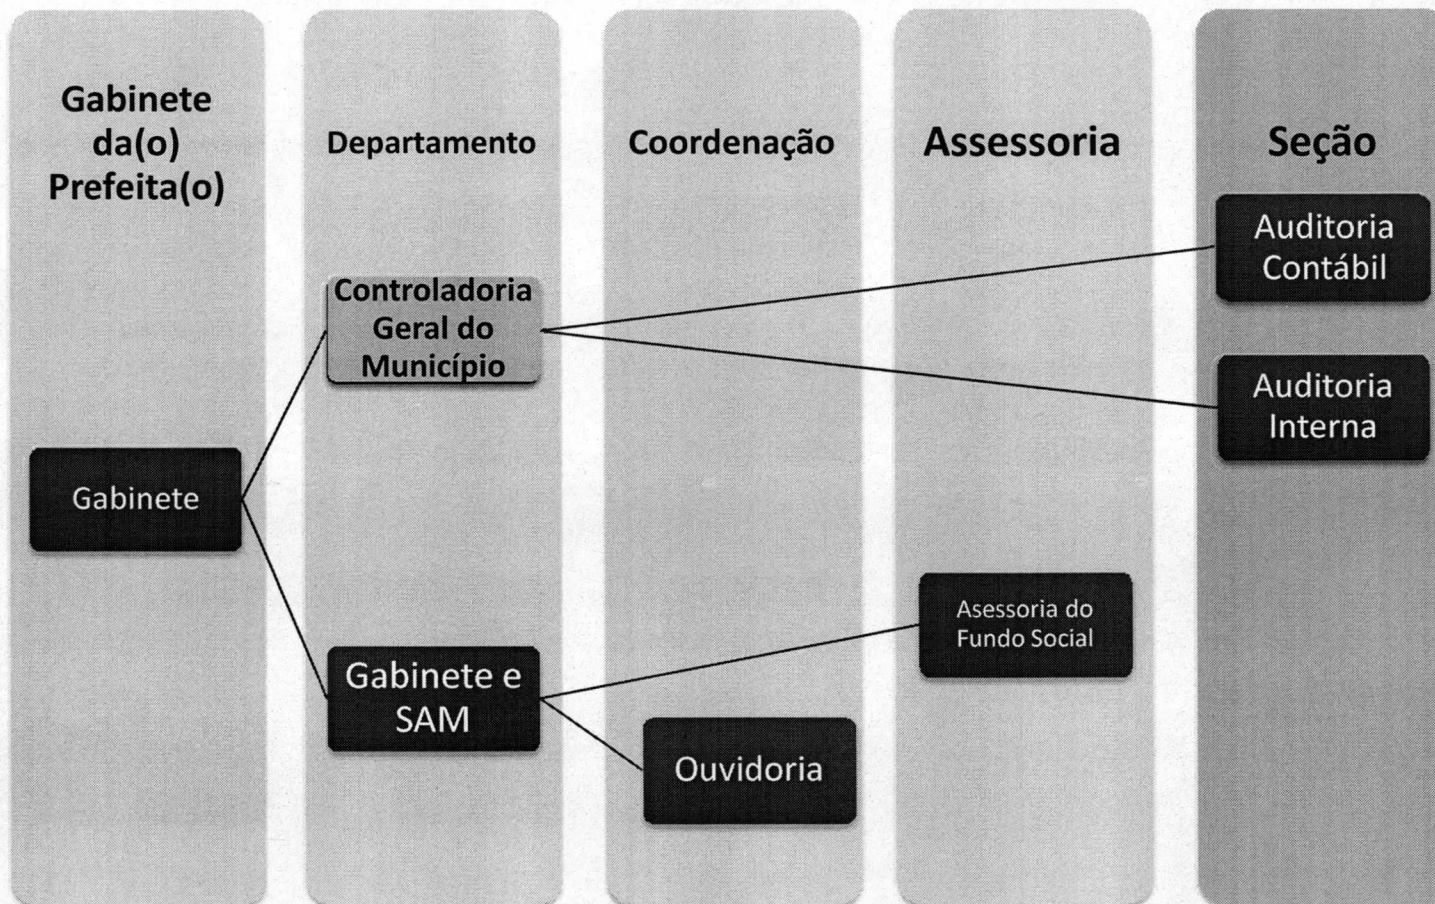 Gabinete
da(o)
Prefeita(o)
Departamento
Coordenação
Assessoria
Seção
Auditoria
Contábil
Controladoria
Geral do
Município
Auditoria
Interna
Gabinete
Asessoria do
Fundo Social
Gabinete e
SAM
Ouvidoria